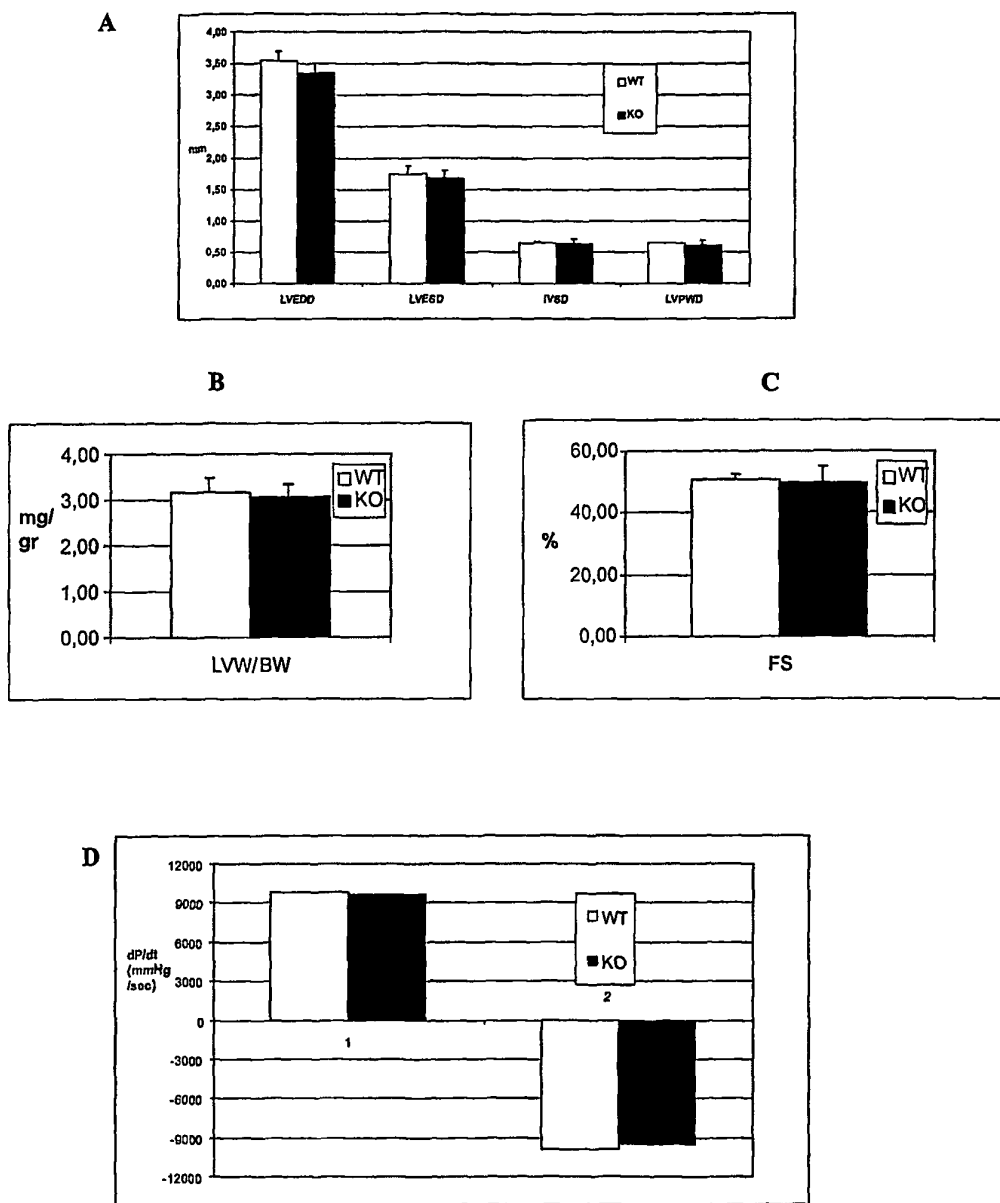 A
4,00
3,50
3,00
2,50
2,00
1,50
1,00
0,50
0,00
mm
WT
KO
LVEDD
LVESD
IVSD
LVPWD
B
4,00
3,00
2,00
1,00
0,00
mg/
gr
WT
KO
LVW/BW
C
60,00
40,00
20,00
0,00
%
WT
KO
FS
D
12000
9000
6000
3000
0
-3000
-6000
-9000
-12000
dP/dt
(mmHg
/sec)
WT
KO
1
2